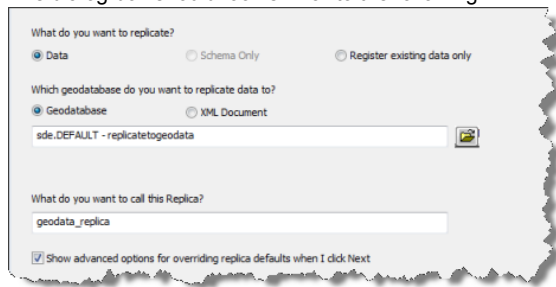 What do you want to replicate?
Data Schema Only Register existing data only
Which geodatabase do you want to replicate data to?
Geodatabase XML Document
sde.DEFAULT - replicatetogeodata
What do you want to call this Replica?
geodata_replica
Show advanced options for overriding replica defaults when I click Next